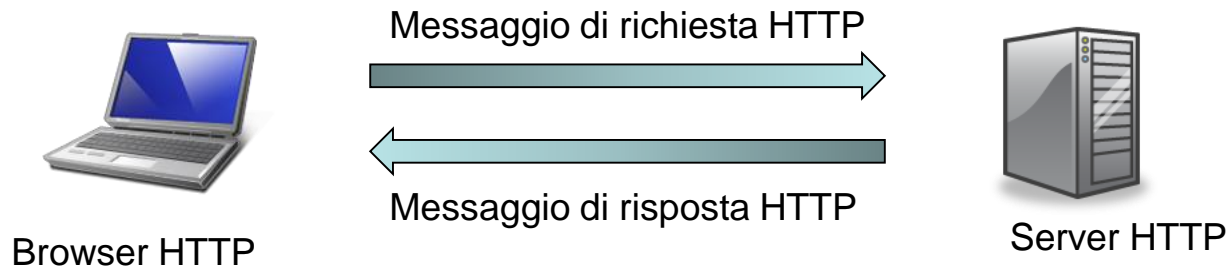 Messaggio di richiesta HTTP
Messaggio di risposta HTTP
Browser HTTP
Server HTTP